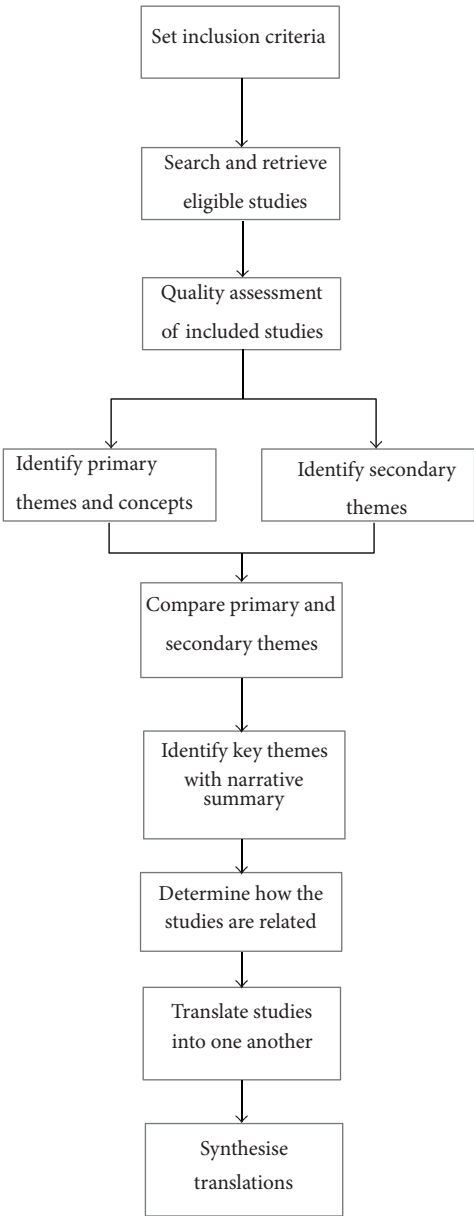 Set inclusion criteria
Search and retrieve
eligible studies
Quality assessment
of included studies
Identify primary
themes and concepts
Identify secondary
themes
Compare primary and
secondary themes
Identify key themes
with narrative
summary
Determine how the
studies are related
Translate studies
into one another
Synthesise
translations